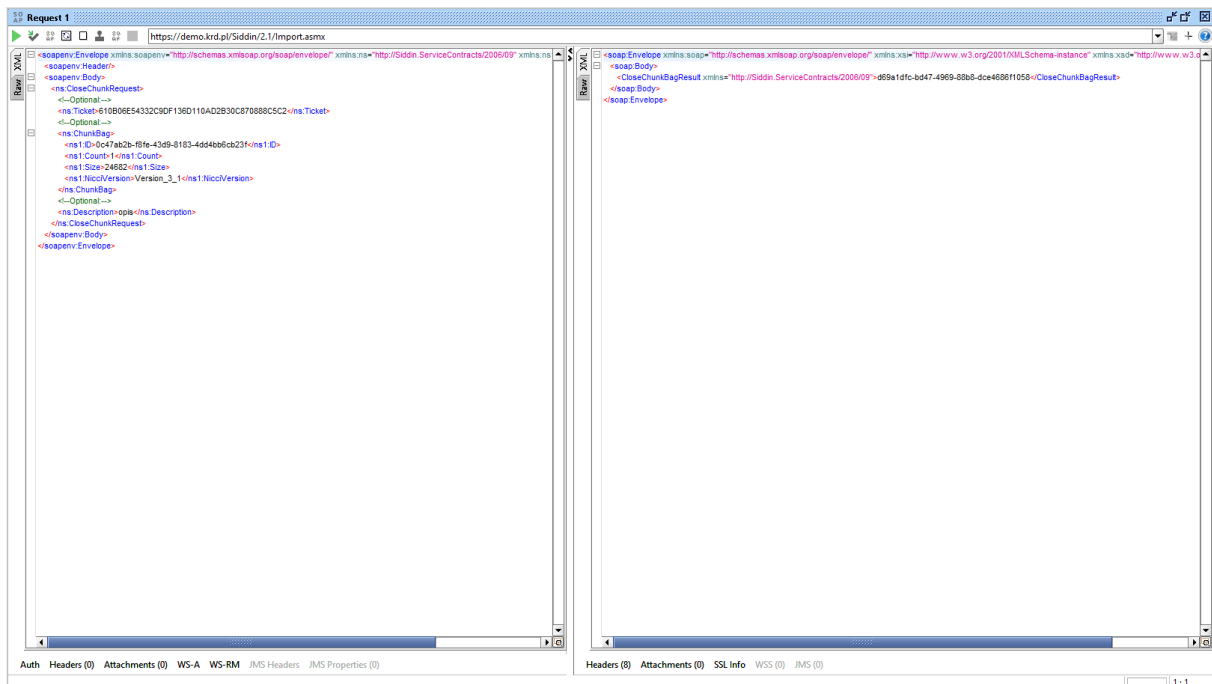 Request 1
https://demo.krd.pl/Siddin/2.1/Import.asmx
XML
Raw
<soapenv:Envelope xmlns:soapenv="http://schemas.xmlsoap.org/soap/envelope/" xmlns:ns="http://Siddin.ServiceContracts/2006/09" xmlns:ns
<soapenv:Header/>
<soapenv:Body>
<ns:CloseChunkRequest>
<!--Optional:-->
<ns:Ticket>610B06E54332C9DF136D110AD2B30C870888C5C2</ns:Ticket>
<!--Optional:-->
<ns:ChunkBag>
<ns1:ID>0c47ab2b-f8fe-43d9-8183-4dd4bb6cb23f</ns1:ID>
<ns1:Count>1</ns1:Count>
<ns1:Size>24682</ns1:Size>
<ns1:NicciVersion>Version_3_1</ns1:NicciVersion>
</ns:ChunkBag>
<!--Optional:-->
<ns:Description>opis</ns:Description>
</ns:CloseChunkRequest>
</soapenv:Body>
</soapenv:Envelope>
XML
Raw
<soap:Envelope xmlns:soap="http://schemas.xmlsoap.org/soap/envelope/" xmlns:xsi="http://www.w3.org/2001/XMLSchema-instance" xmlns:xsd="http://www.w3.o
<soap:Body>
<CloseChunkBagResult xmlns="http://Siddin.ServiceContracts/2006/09">d69a1dfc-bd47-4969-88b8-dce4686f1058</CloseChunkBagResult>
</soap:Body>
</soap:Envelope>
Auth Headers (0) Attachments (0) WS-A WS-RM JMS Headers JMS Properties (0)
Headers (8) Attachments (0) SSL Info WSS (0) JMS (0)
1 : 1